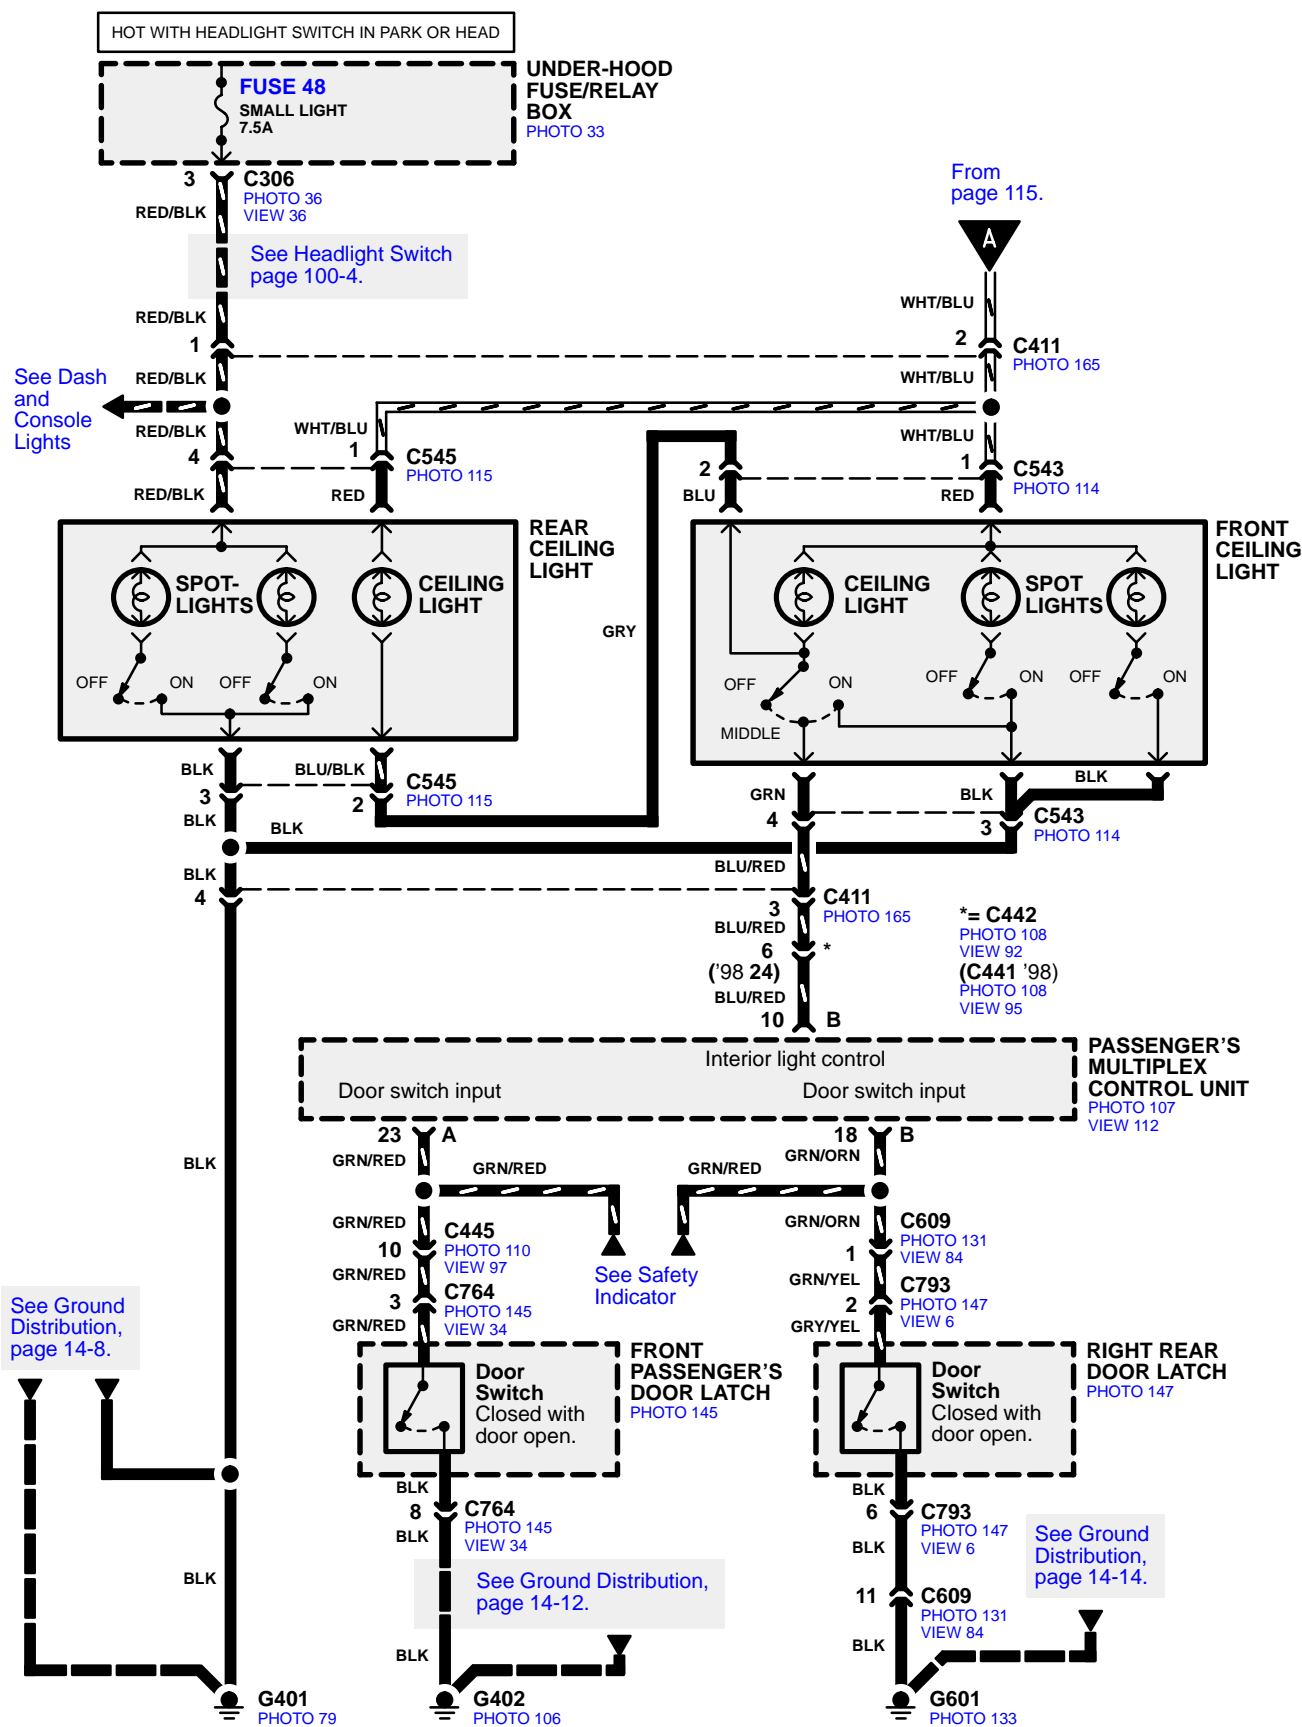 HOT WITH HEADLIGHT SWITCH IN PARK OR HEAD
FUSE 48
SMALL LIGHT
7.5A
UNDER-HOOD
FUSE/RELAY
BOX
PHOTO 33
3
C306
PHOTO 36
VIEW 36
RED/BLK
See Headlight Switch
page 100-4.
From
page 115.
A
RED/BLK
1
WHT/BLU
2
C411
PHOTO 165
See Dash
and
Console
Lights
RED/BLK
WHT/BLU
RED/BLK
4
WHT/BLU
1
C545
PHOTO 115
WHT/BLU
2
1
C543
PHOTO 114
RED/BLK
RED
BLU
RED
REAR
CEILING
LIGHT
FRONT
CEILING
LIGHT
SPOT-
LIGHTS
CEILING
LIGHT
CEILING
LIGHT
SPOT
LIGHTS
GRY
OFF
ON
OFF
ON
OFF
ON
MIDDLE
OFF
ON
OFF
ON
BLK
3
BLK
BLU/BLK
2
C545
PHOTO 115
GRN
4
BLK
BLK
3
C543
PHOTO 114
BLK
BLU/RED
BLK
4
C411
PHOTO 165
3
BLU/RED
6
*
('98 24)
BLU/RED
10
B
*= C442
PHOTO 108
VIEW 92
(C441 '98)
PHOTO 108
VIEW 95
Interior light control
Door switch input
Door switch input
PASSENGER'S
MULTIPLEX
CONTROL UNIT
PHOTO 107
VIEW 112
23
A
18
B
GRN/RED
GRN/ORN
BLK
GRN/RED
GRN/RED
GRN/RED
GRN/ORN
10
C445
PHOTO 110
VIEW 97
1
C609
PHOTO 131
VIEW 84
See Safety
Indicator
GRN/RED
3
C764
PHOTO 145
VIEW 34
GRN/RED
GRN/YEL
2
C793
PHOTO 147
VIEW 6
GRY/YEL
See Ground
Distribution,
page 14-8.
Door
Switch
Closed with
door open.
FRONT
PASSENGER'S
DOOR LATCH
PHOTO 145
Door
Switch
Closed with
door open.
RIGHT REAR
DOOR LATCH
PHOTO 147
BLK
8
C764
PHOTO 145
VIEW 34
BLK
BLK
6
C793
PHOTO 147
VIEW 6
BLK
See Ground
Distribution,
page 14-14.
BLK
See Ground Distribution,
page 14-12.
11
C609
PHOTO 131
VIEW 84
BLK
BLK
G401
PHOTO 79
G402
PHOTO 106
G601
PHOTO 133